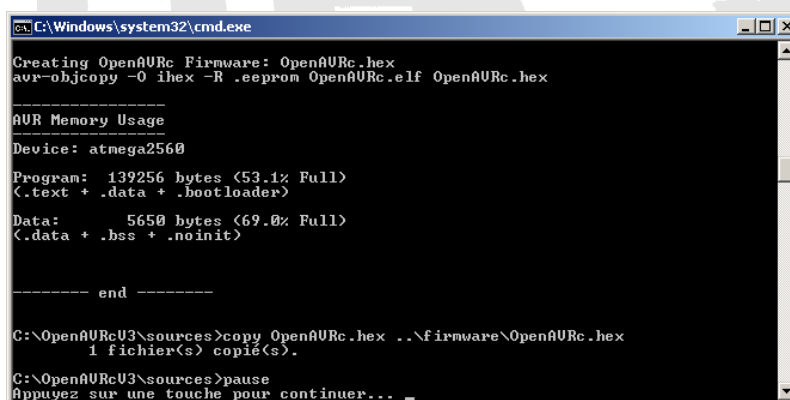 C:\Windows\system32\cmd.exe
Creating OpenAVRc Firmware: OpenAVRc.hex
avr-objcopy -O ihex -R .eeprom OpenAVRc.elf OpenAVRc.hex
----------------
AVR Memory Usage
----------------
Device: atmega2560
Program:  139256 bytes (53.1% Full)
(.text + .data + .bootloader)
Data:       5650 bytes (69.0% Full)
(.data + .bss + .noinit)
-------- end --------
C:\OpenAVRcV3\sources>copy OpenAVRc.hex ..\firmware\OpenAVRc.hex
        1 fichier(s) copié(s).
C:\OpenAVRcV3\sources>pause
Appuyez sur une touche pour continuer... _